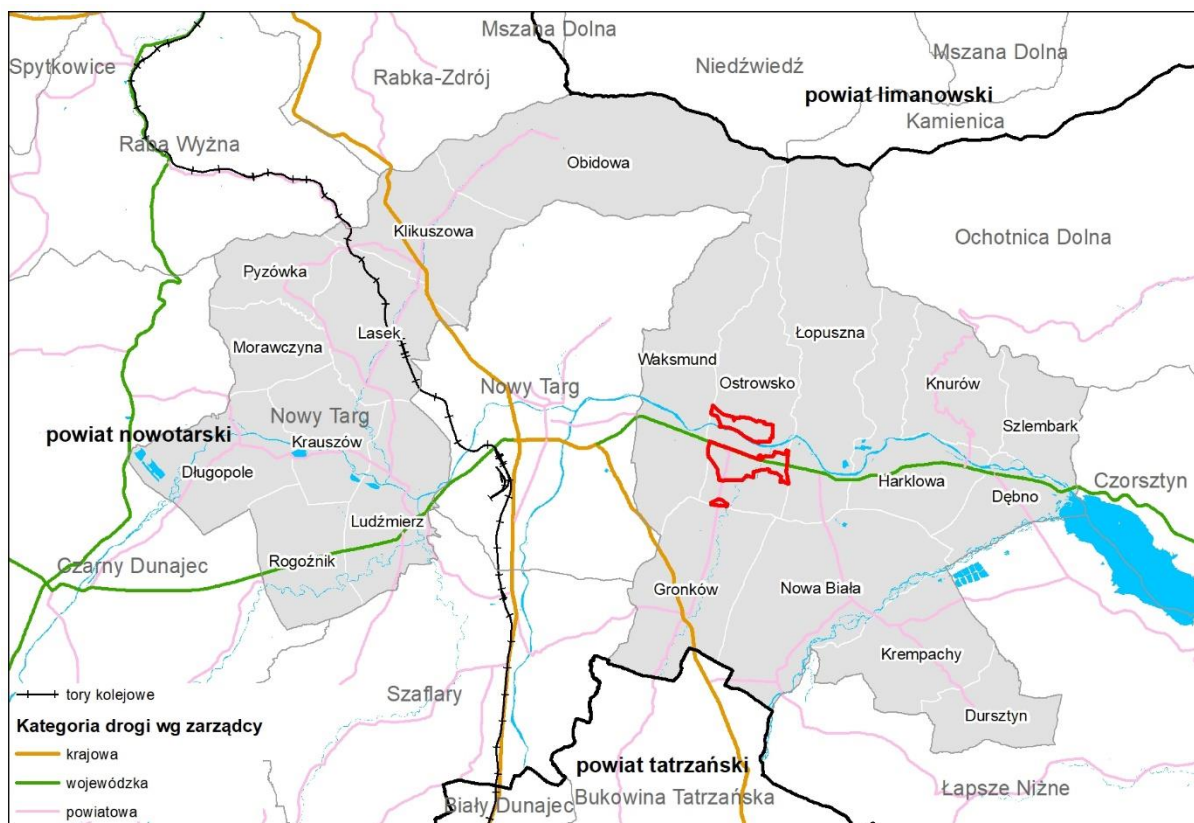 Mszana Dolna
Mszana Dolna
Spytkowice
Niedźwiedź
Rabka-Zdrój
powiat limanowski
Kamienica
Raba Wyżna
Obidowa
Klikuszowa
Ochotnica Dolna
Pyzówka
Lasek
Łopuszna
Morawczyna
Waksmund
Ostrowsko
Knurów
Nowy Targ
Nowy Targ
Szlembark
powiat nowotarski
Krauszów
Długopole
Harklowa
Czorsztyn
Dębno
Ludźmierz
Czarny Dunajec
Rogoźnik
Gronków
Nowa Biała
Krempachy
Szaflary
Dursztyn
powiat tatrzański
Łapsze Niżne
Biały Dunajec
Bukowina Tatrzańska
tory kolejowe
Kategoria drogi wg zarządcy
krajowa
wojewódzka
powiatowa